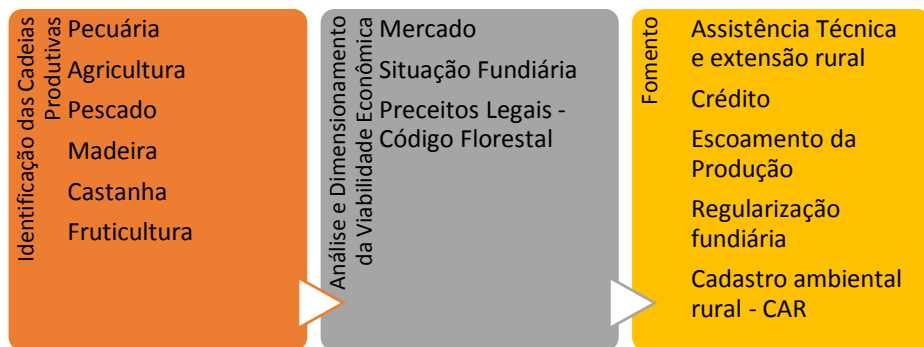 Identificação das Cadeias
Produtivas
Pecuária
Agricultura
Pescado
Madeira
Castanha
Fruticultura
Análise e Dimensionamento
da Viabilidade Econômica
Mercado
Situação Fundiária
Preceitos Legais -
Código Florestal
Fomento
Assistência Técnica
e extensão rural
Crédito
Escoamento da
Produção
Regularização
fundiária
Cadastro ambiental
rural - CAR